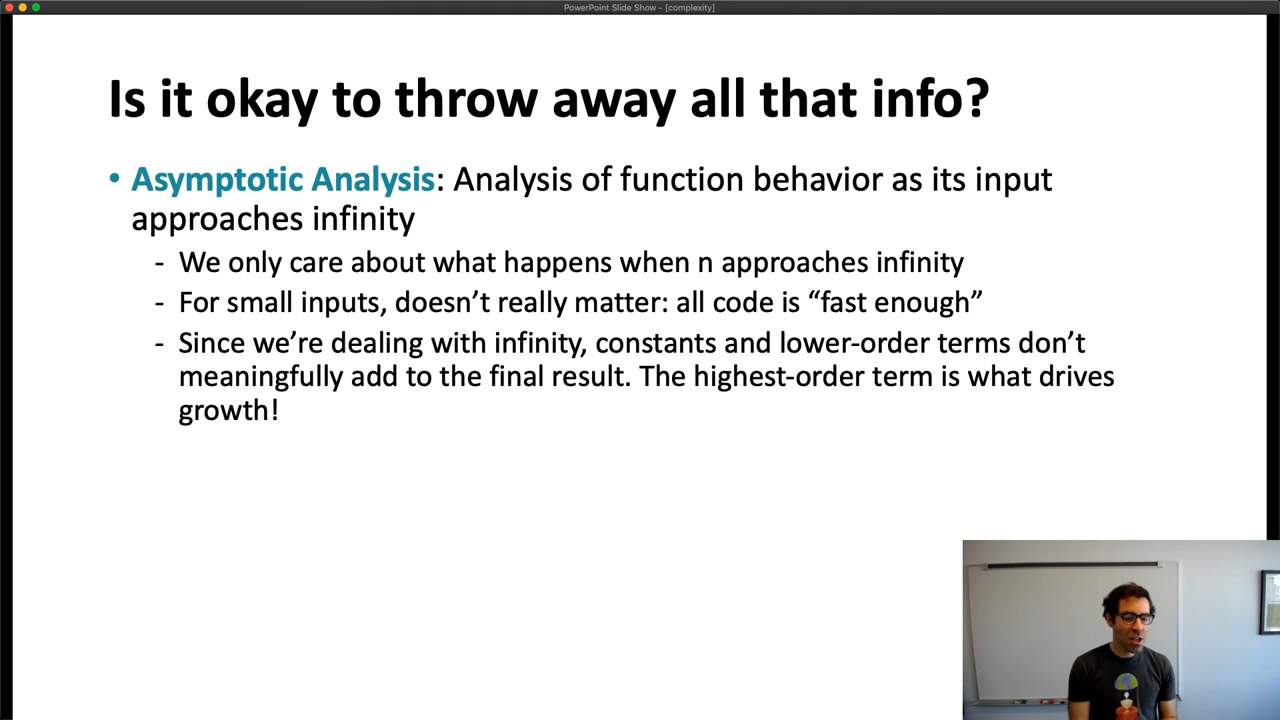 PowerPoint Slide Show - [complexity]
Is it okay to throw away all that info?
• Asymptotic Analysis: Analysis of function behavior as its input
approaches infinity
- We only care about what happens when n approaches infinity
- For small inputs, doesn’t really matter: all code is “fast enough”
- Since we’re dealing with infinity, constants and lower-order terms don’t
meaningfully add to the final result. The highest-order term is what drives
growth!